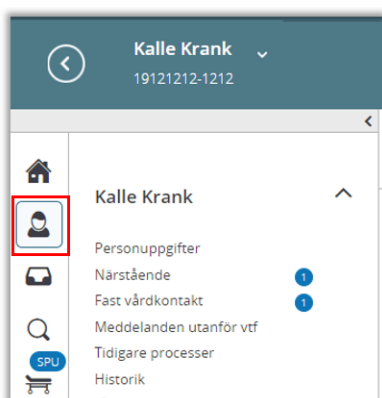 Kalle Krank
19121212-1212
Kalle Krank
Personuppgifter
Närstående 1
Fast vårdkontakt 1
Meddelanden utanför vtf
SPU
Tidigare processer
Historik